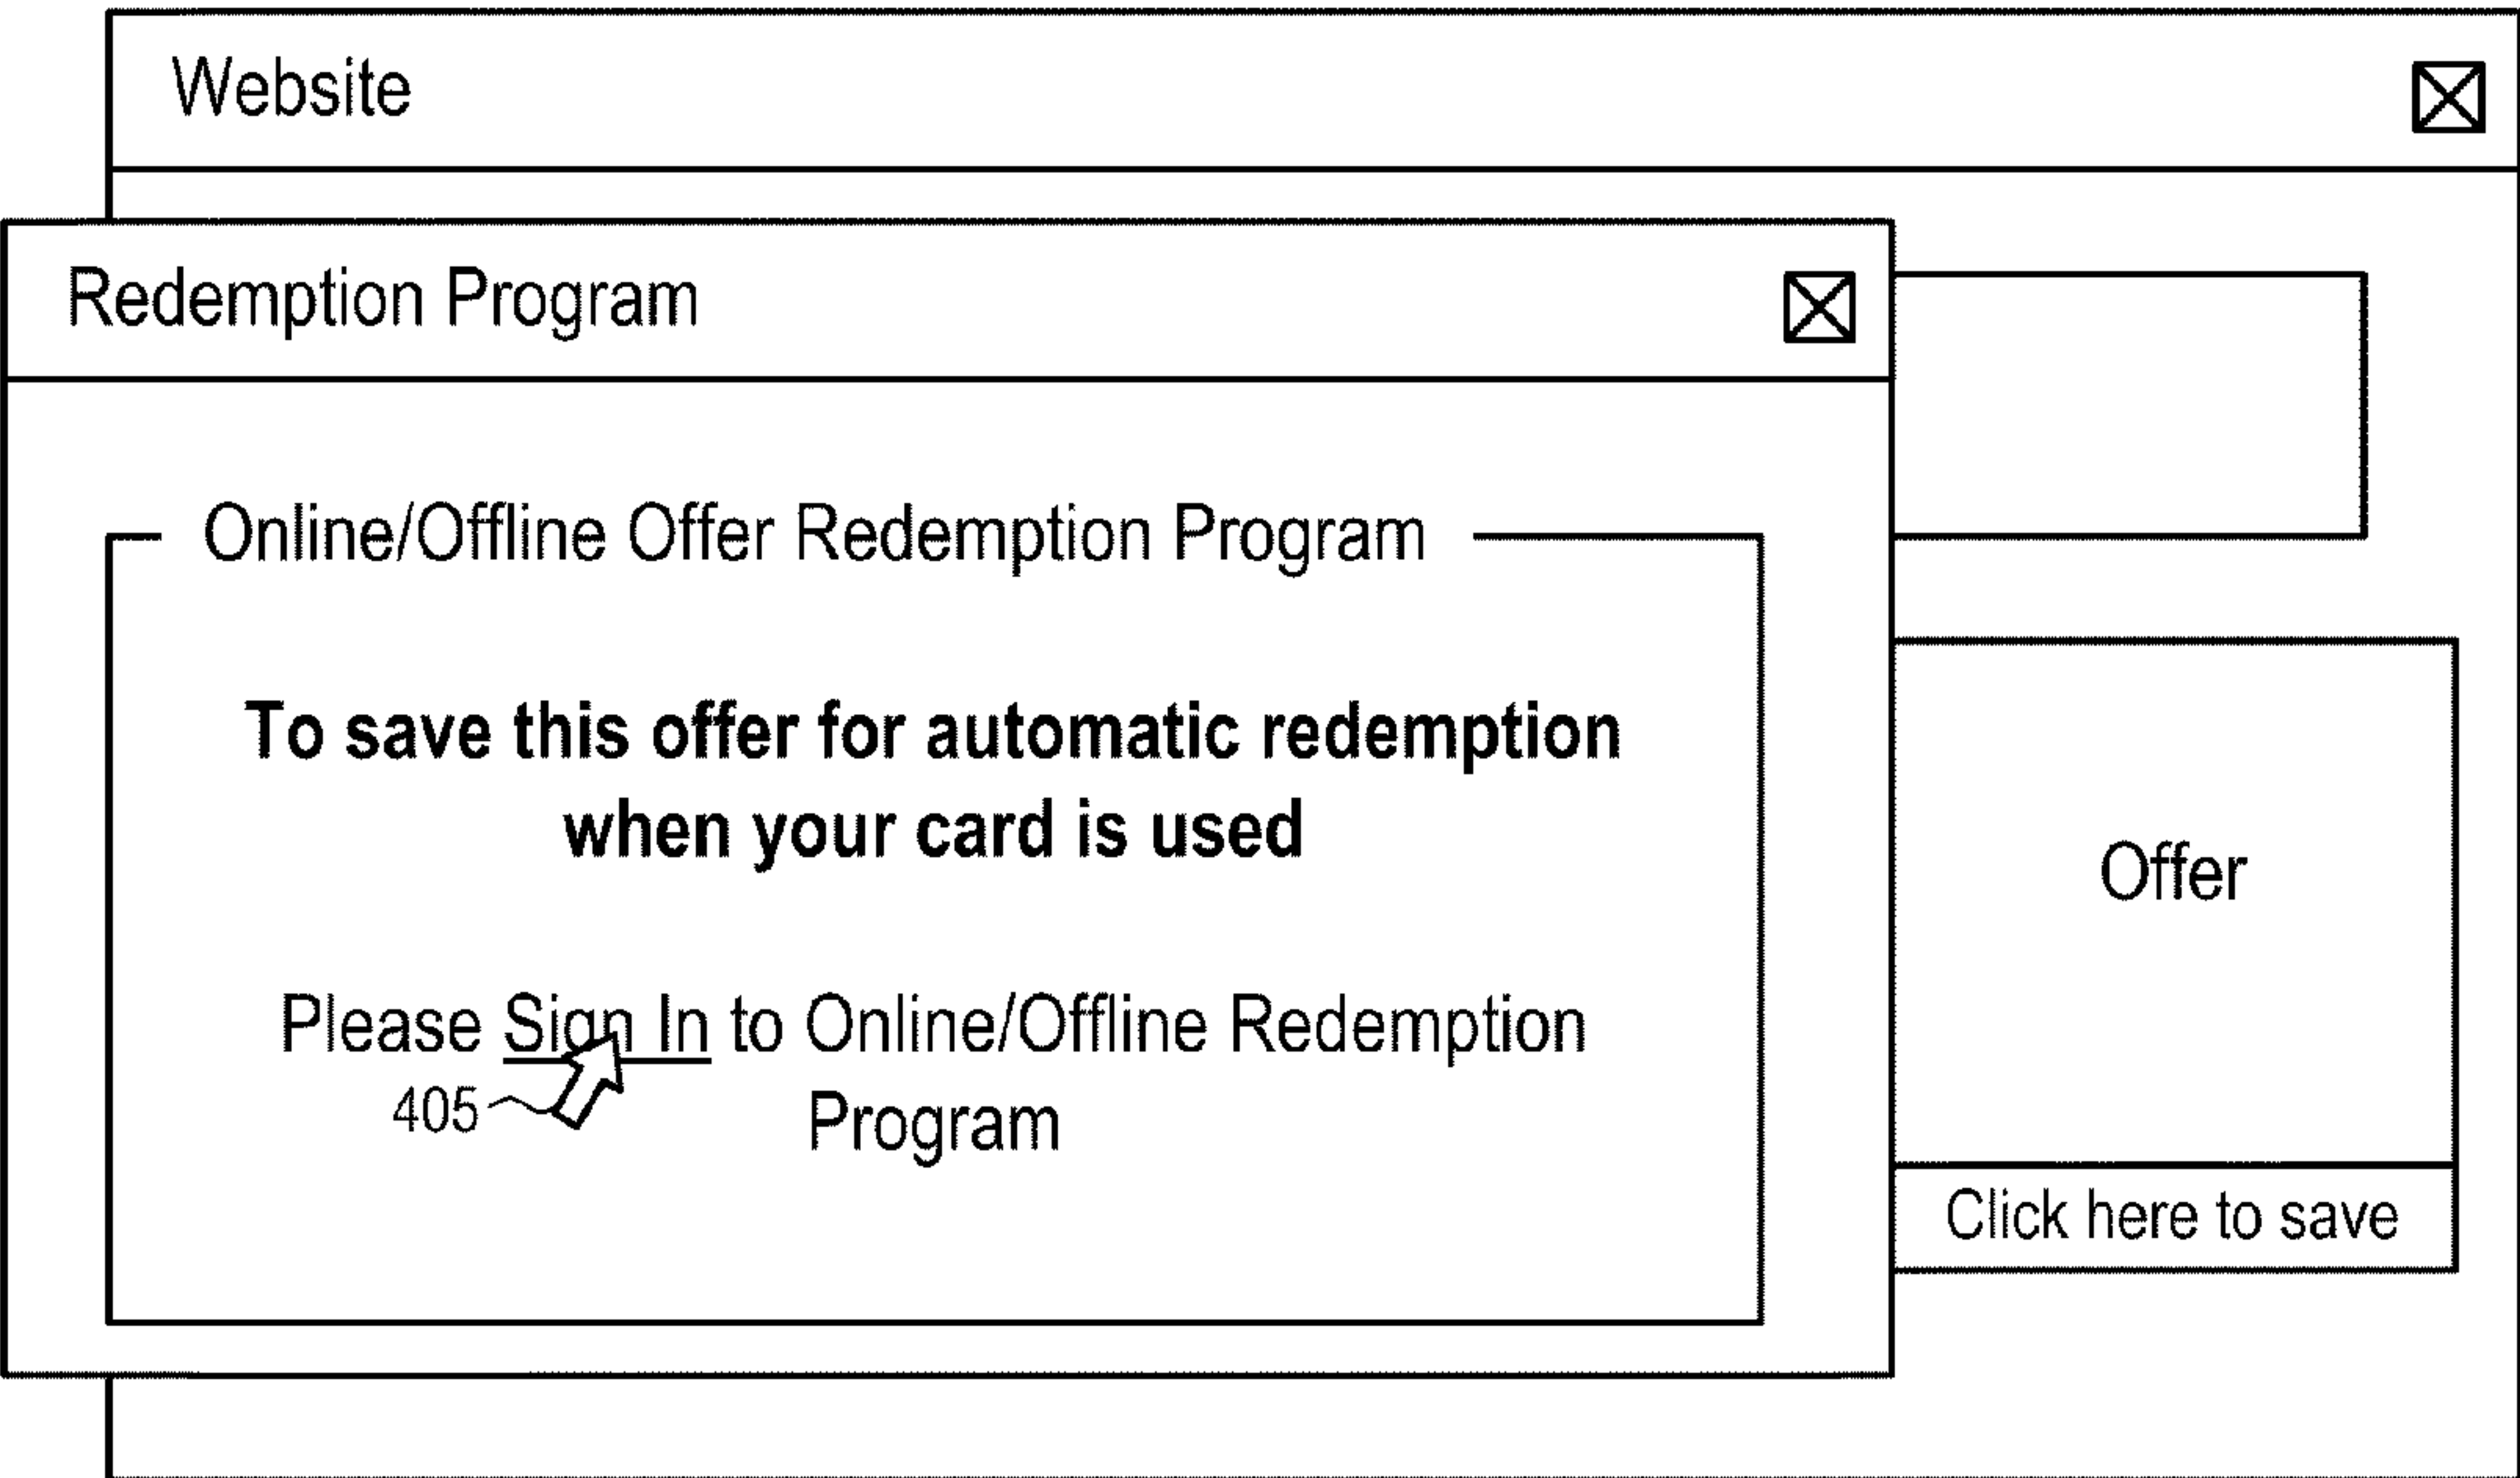 Website
Redemption Program
Online/Offline Offer Redemption Program
To save this offer for automatic redemption
when your card is used
Please Sign In to Online/Offline Redemption
Program
405
Offer
Click here to save